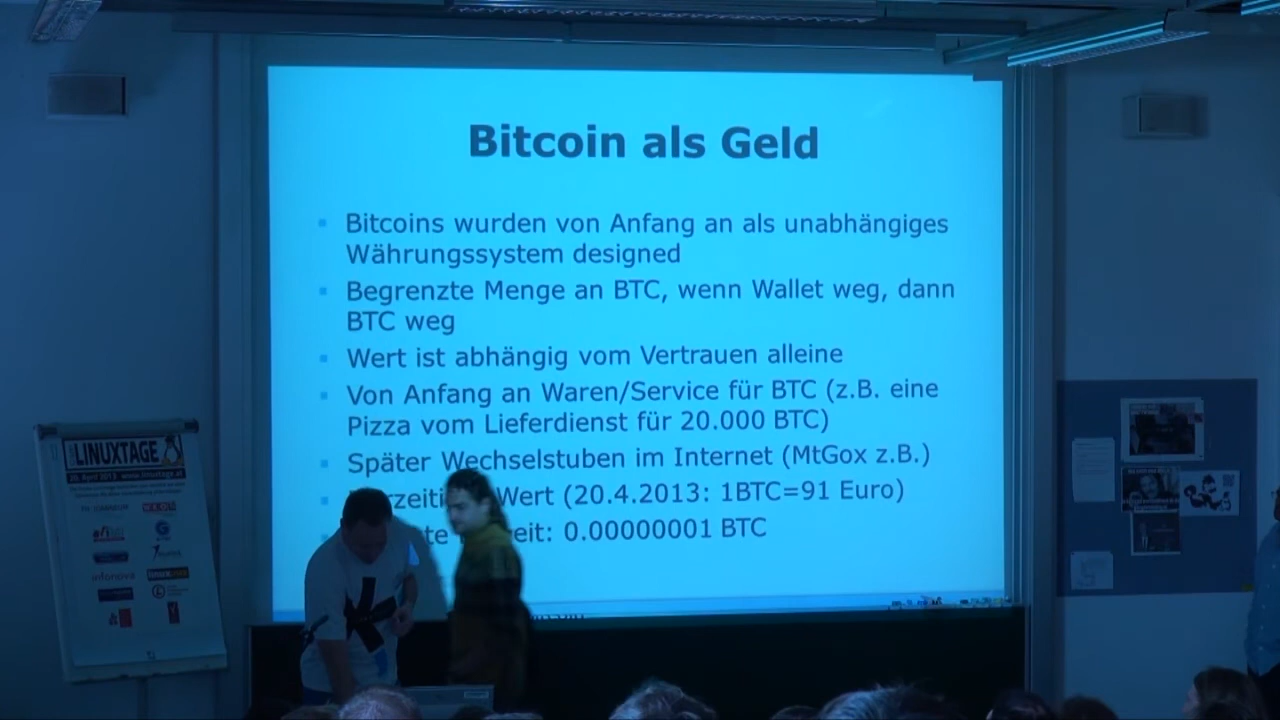 Bitcoin als Geld
Bitcoins wurden von Anfang an als unabhängiges
Währungssystem designed
Begrenzte Menge an BTC, wenn Wallet weg, dann
BTC weg
Wert ist abhängig vom Vertrauen alleine
Von Anfang an Waren/Service für BTC (z.B. eine
Pizza vom Lieferdienst für 20.000 BTC)
Später Wechselstuben im Internet (MtGox z.B.)
Wert (20.4.2013: 1BTC=91 Euro)
0.00000001 BTC
LINUXTAGE
infonova